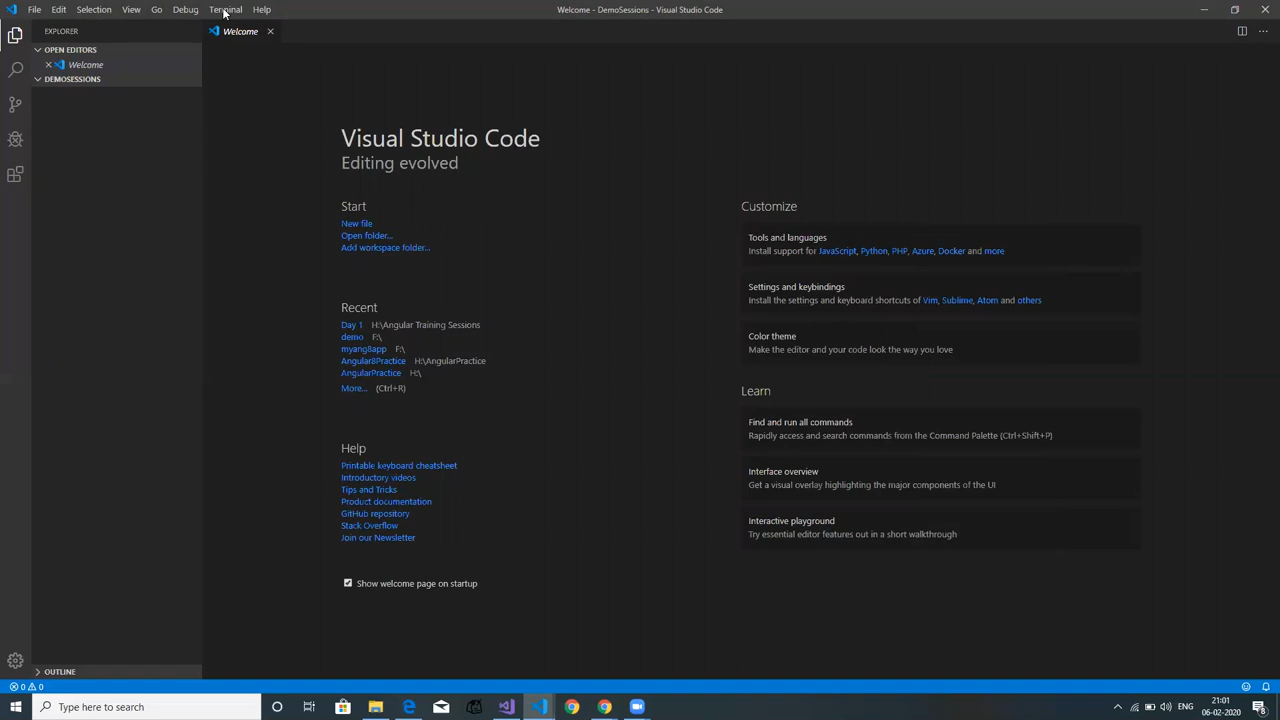 File Edit Selection View Go Debug Terminal Help
Welcome - DemoSessions - Visual Studio Code
EXPLORER
Welcome
OPEN EDITORS
Welcome
DEMOSESSIONS
Visual Studio Code
Editing evolved
Start
New file
Open folder...
Add workspace folder...
Recent
Day 1 H:\Angular Training Sessions
demo F:\
myang8app F:\
Angular8Practice H:\AngularPractice
AngularPractice H:\
More... (Ctrl+R)
Help
Printable keyboard cheatsheet
Introductory videos
Tips and Tricks
Product documentation
GitHub repository
Stack Overflow
Join our Newsletter
Show welcome page on startup
Customize
Tools and languages
Install support for JavaScript, Python, PHP, Azure, Docker and more
Settings and keybindings
Install the settings and keyboard shortcuts of Vim, Sublime, Atom and others
Color theme
Make the editor and your code look the way you love
Learn
Find and run all commands
Rapidly access and search commands from the Command Palette (Ctrl+Shift+P)
Interface overview
Get a visual overlay highlighting the major components of the UI
Interactive playground
Try essential editor features out in a short walkthrough
OUTLINE
0 0
Type here to search
ENG
21:01
06-02-2020